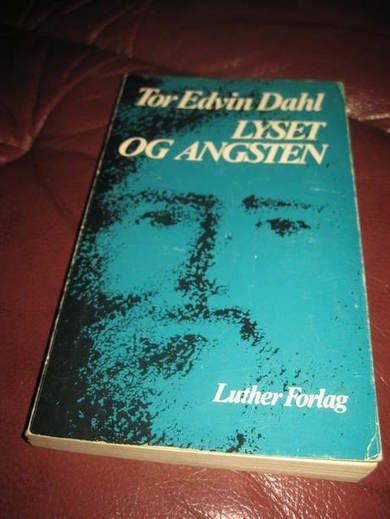 Tor Edvin Dahl
LYSET
OG ANGSTEN
Luther Forlag